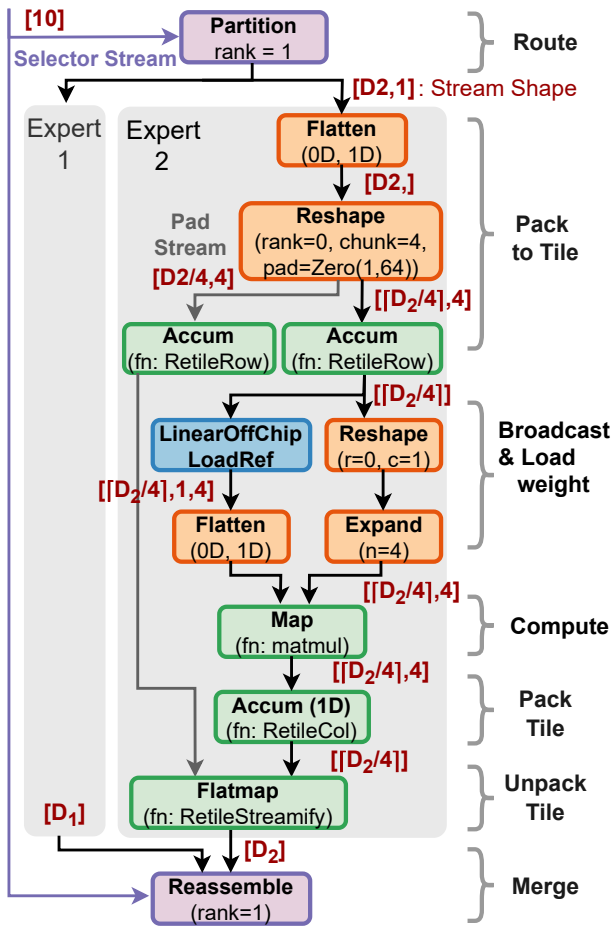 [10]
Partition
rank = 1
Route
Selector Stream
[D2,1] : Stream Shape
Expert
1
Expert
2
Flatten
(0D, 1D)
[D2,]
Reshape
(rank=0, chunk=4,
pad=Zero(1,64))
Pad
Stream
[D2/4,4]
[⌈D₂/4⌉,4]
Pack
to Tile
Accum
(fn: RetileRow)
Accum
(fn: RetileRow)
[⌈D₂/4⌉]
LinearOffChip
LoadRef
Reshape
(r=0, c=1)
Broadcast
& Load
weight
[⌈D₂/4⌉,1,4]
Flatten
(0D, 1D)
Expand
(n=4)
[⌈D₂/4⌉,4]
Map
(fn: matmul)
Compute
[⌈D₂/4⌉,4]
Accum (1D)
(fn: RetileCol)
Pack
Tile
[⌈D₂/4⌉]
Flatmap
(fn: RetileStreamify)
Unpack
Tile
[D₁]
[D₂]
Reassemble
(rank=1)
Merge